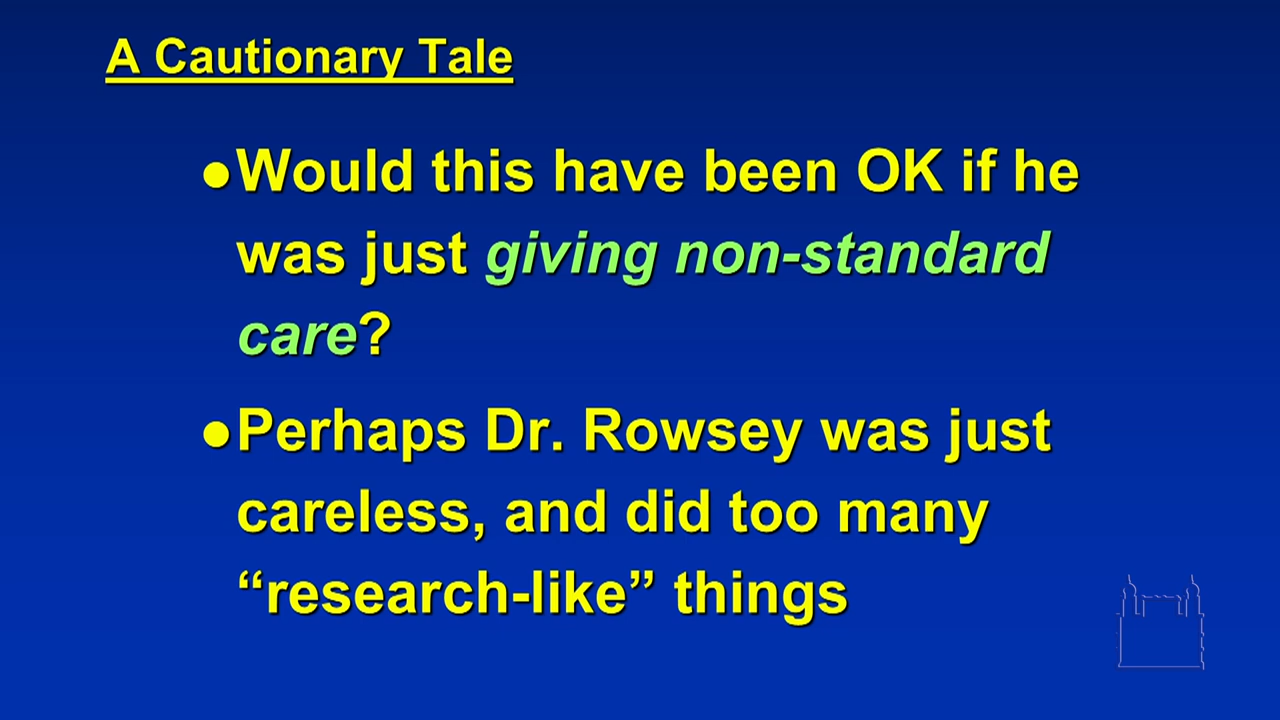 A Cautionary Tale
●Would this have been OK if he
was just giving non-standard
care?
●Perhaps Dr. Rowsey was just
careless, and did too many
“research-like” things